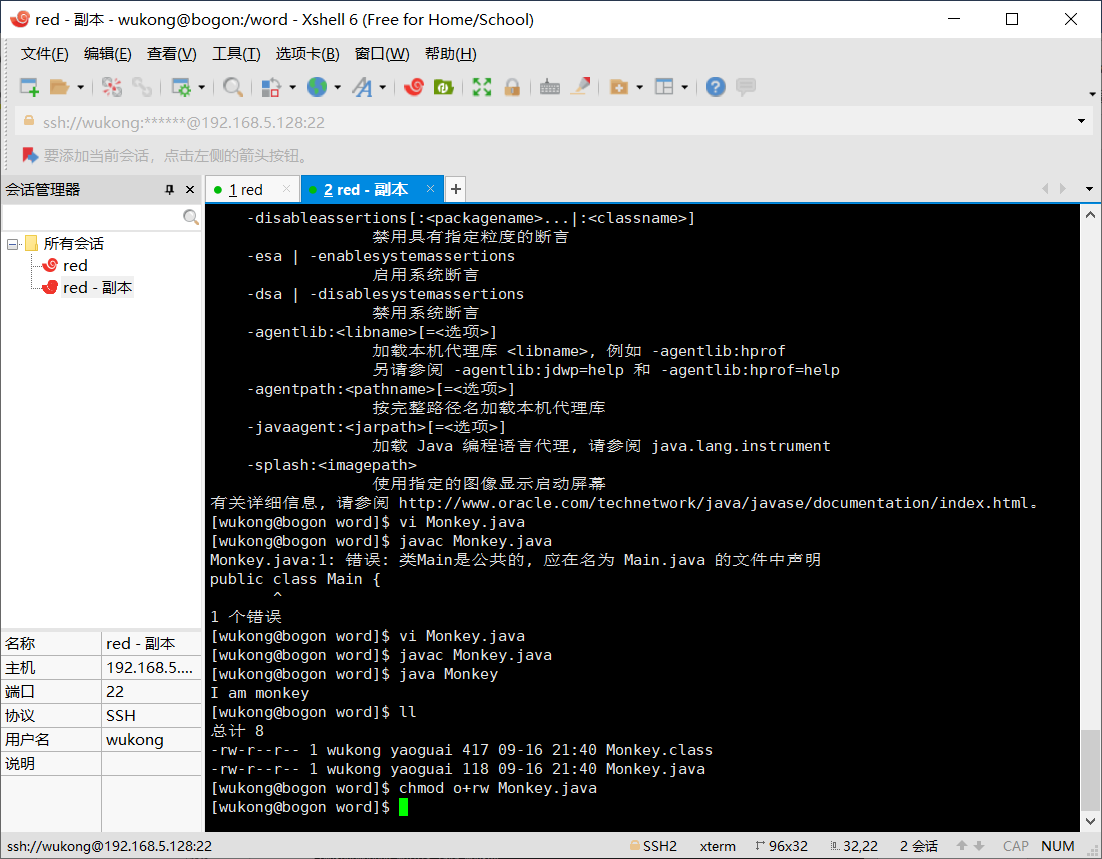 red - 副本 - wukong@bogon:/word - Xshell 6 (Free for Home/School)
文件(F) 编辑(E) 查看(V) 工具(T) 选项卡(B) 窗口(W) 帮助(H)
ssh://wukong:******@192.168.5.128:22
要添加当前会话，点击左侧的箭头按钮。
会话管理器
所有会话
red
red - 副本
名称 red - 副本
主机 192.168.5....
端口 22
协议 SSH
用户名 wukong
说明
1 red
2 red - 副本
-disableassertions[:<packagename>...|:<classname>]
禁用具有指定粒度的断言
-esa | -enablesystemassertions
启用系统断言
-dsa | -disablesystemassertions
禁用系统断言
-agentlib:<libname>[=<选项>]
加载本机代理库 <libname>, 例如 -agentlib:hprof
另请参阅 -agentlib:jdwp=help 和 -agentlib:hprof=help
-agentpath:<pathname>[=<选项>]
按完整路径名加载本机代理库
-javaagent:<jarpath>[=<选项>]
加载 Java 编程语言代理, 请参阅 java.lang.instrument
-splash:<imagepath>
使用指定的图像显示启动屏幕
有关详细信息, 请参阅 http://www.oracle.com/technetwork/java/javase/documentation/index.html。
[wukong@bogon word]$ vi Monkey.java
[wukong@bogon word]$ javac Monkey.java
Monkey.java:1: 错误: 类Main是公共的, 应在名为 Main.java 的文件中声明
public class Main {
^
1 个错误
[wukong@bogon word]$ vi Monkey.java
[wukong@bogon word]$ javac Monkey.java
[wukong@bogon word]$ java Monkey
I am monkey
[wukong@bogon word]$ ll
总计 8
-rw-r--r-- 1 wukong yaoguai 417 09-16 21:40 Monkey.class
-rw-r--r-- 1 wukong yaoguai 118 09-16 21:40 Monkey.java
[wukong@bogon word]$ chmod o+rw Monkey.java
[wukong@bogon word]$
ssh://wukong@192.168.5.128:22 SSH2 xterm 96x32 32,22 2 会话 CAP NUM